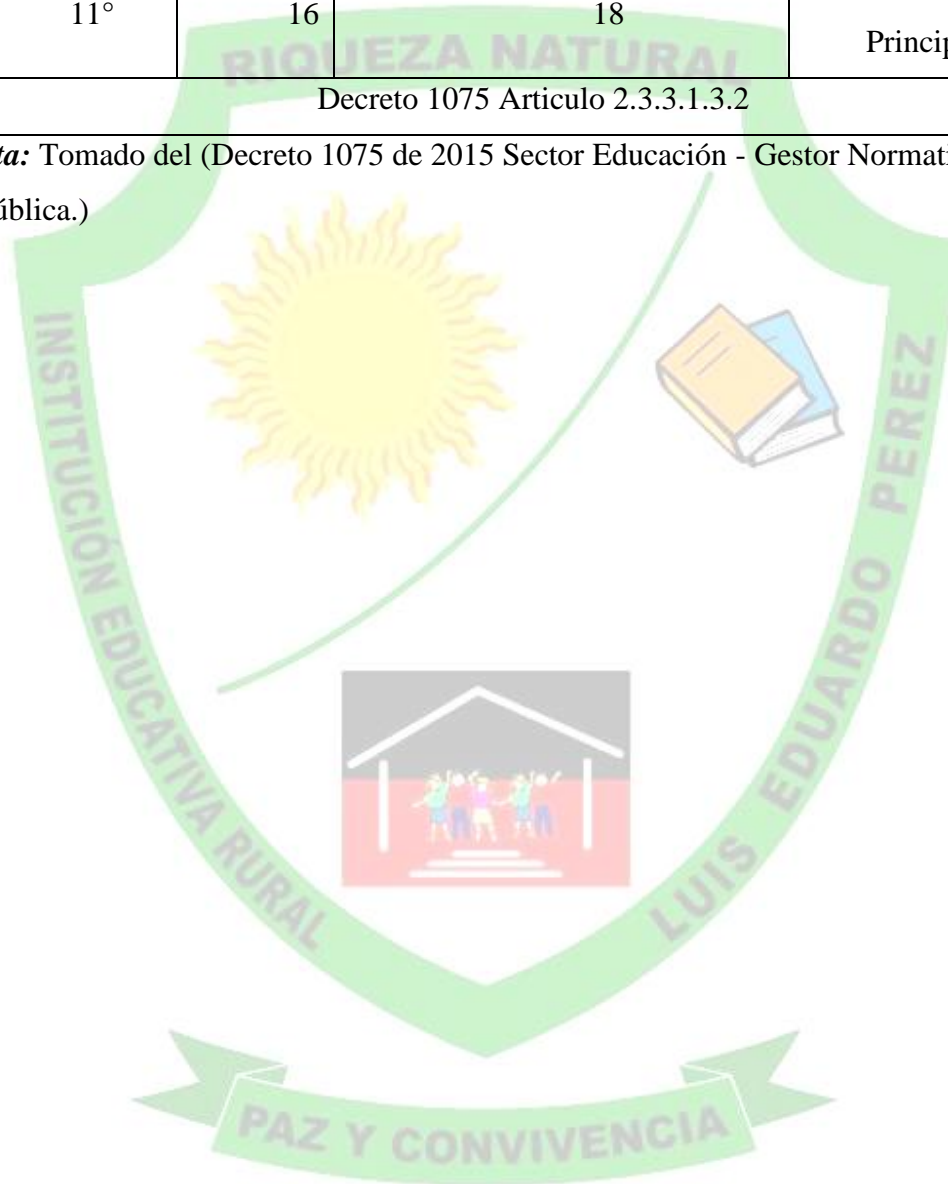 11° 16 18
Princip
Decreto 1075 Articulo 2.3.3.1.3.2
ta: Tomado del (Decreto 1075 de 2015 Sector Educación - Gestor Normati
ública.)
RIQUEZA NATURAL
INSTITUCIÓN EDUCATIVA RURAL
LUIS EDUARDO PEREZ
PAZ Y CONVIVENCIA